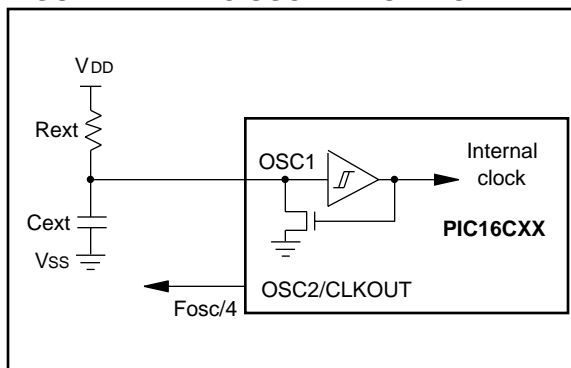 VDD
Rext
Cext
VSS
OSC1
Internal
clock
PIC16CXX
OSC2/CLKOUT
Fosc/4